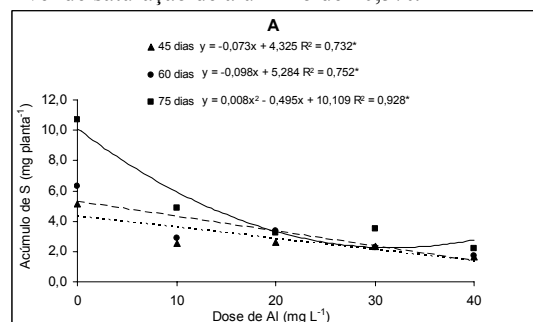 A
45 dias y = -0,073x + 4,325 R² = 0,732*
60 dias y = -0,098x + 5,284 R² = 0,752*
75 dias y = 0,008x² - 0,495x + 10,109 R² = 0,928*
12,0
10,0
8,0
6,0
4,0
2,0
0,0
Acúmulo de S (mg planta⁻¹)
0 10 20 30 40
Dose de Al (mg L⁻¹)